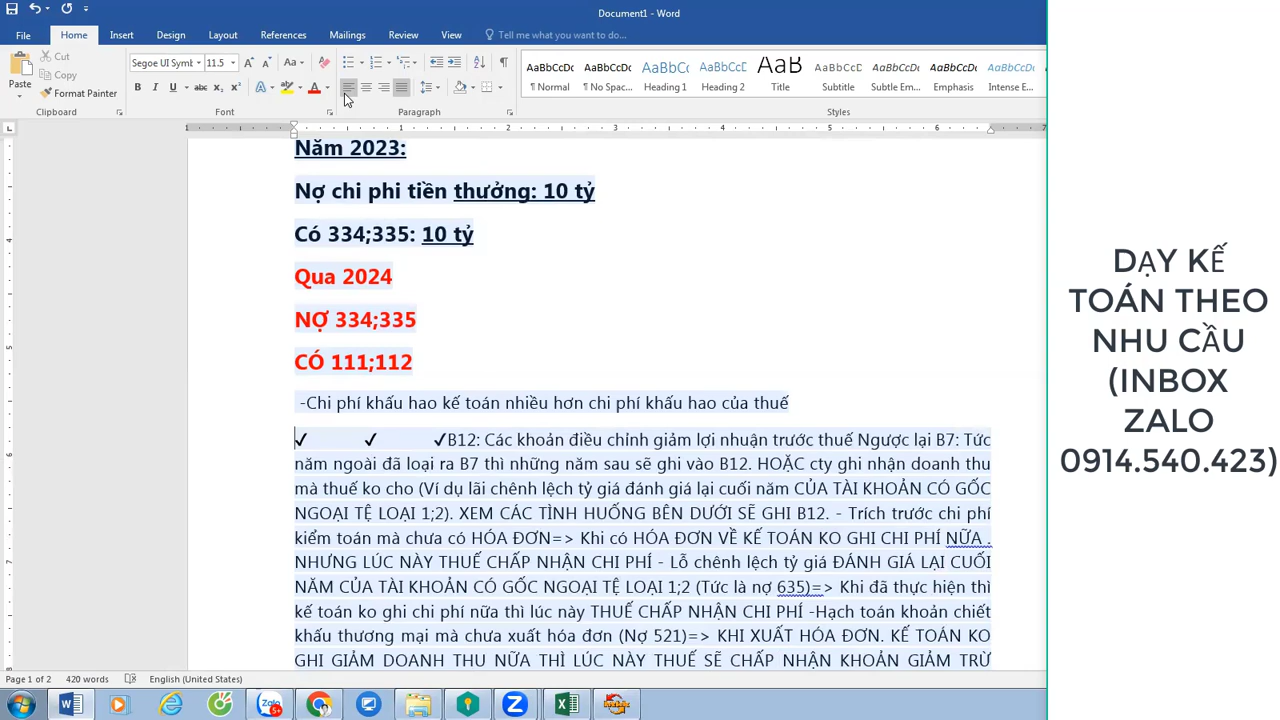 Document1 - Word
File Home Insert Design Layout References Mailings Review View Tell me what you want to do...
Paste
Cut
Copy
Format Painter
Clipboard
Segoe UI Symb 11.5
B I U abc
Font
Paragraph
AaBbCcDc AaBbCcDc AaBbCc AaBbCcD AaB AaBbCcD AaBbCcDt AaBbCcDt AaBbCcDt
¶ Normal ¶ No Spac... Heading 1 Heading 2 Title Subtitle Subtle Em... Emphasis Intense E...
Styles
Năm 2023:
Nợ chi phi tiền thưởng: 10 tỷ
Có 334;335: 10 tỷ
Qua 2024
NỢ 334;335
CÓ 111;112
-Chi phí khấu hao kế toán nhiều hơn chi phí khấu hao của thuế
✓ ✓ ✓B12: Các khoản điều chỉnh giảm lợi nhuận trước thuế Ngược lại B7: Tức
năm ngoài đã loại ra B7 thì những năm sau sẽ ghi vào B12. HOẶC cty ghi nhận doanh thu
mà thuế ko cho (Ví dụ lãi chênh lệch tỷ giá đánh giá lại cuối năm CỦA TÀI KHOẢN CÓ GỐC
NGOẠI TỆ LOẠI 1;2). XEM CÁC TÌNH HUỐNG BÊN DƯỚI SẼ GHI B12. - Trích trước chi phí
kiểm toán mà chưa có HÓA ĐƠN=> Khi có HÓA ĐƠN VỀ KẾ TOÁN KO GHI CHI PHÍ NỮA .
NHƯNG LÚC NÀY THUẾ CHẤP NHẬN CHI PHÍ - Lỗ chênh lệch tỷ giá ĐÁNH GIÁ LẠI CUỐI
NĂM CỦA TÀI KHOẢN CÓ GỐC NGOẠI TỆ LOẠI 1;2 (Tức là nợ 635)=> Khi đã thực hiện thì
kế toán ko ghi chi phí nữa thì lúc này THUẾ CHẤP NHẬN CHI PHÍ -Hạch toán khoản chiết
khấu thương mại mà chưa xuất hóa đơn (Nợ 521)=> KHI XUẤT HÓA ĐƠN. KẾ TOÁN KO
GHI GIẢM DOANH THU NỮA THÌ LÚC NÀY THUẾ SẼ CHẤP NHẬN KHOẢN GIẢM TRỪ
Page 1 of 2 420 words English (United States)
DẠY KẾ
TOÁN THEO
NHU CẦU
(INBOX
ZALO
0914.540.423)